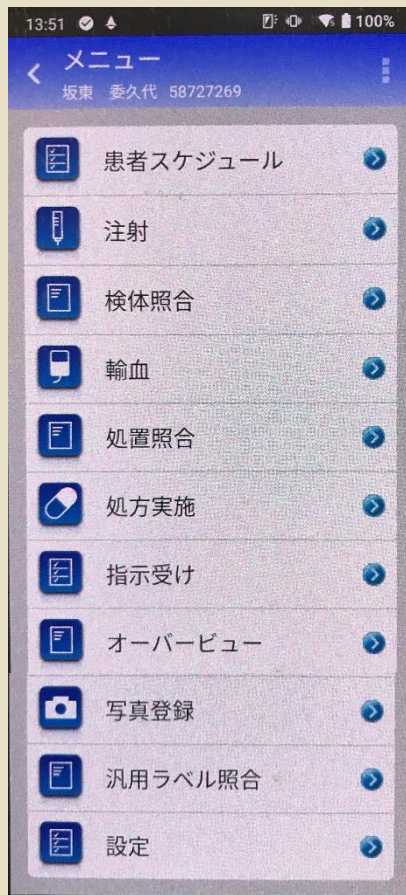 13:51 100%
メニュー
坂東 委久代 58727269
患者スケジュール
注射
検体照合
輸血
処置照合
処方実施
指示受け
オーバービュー
写真登録
汎用ラベル照合
設定